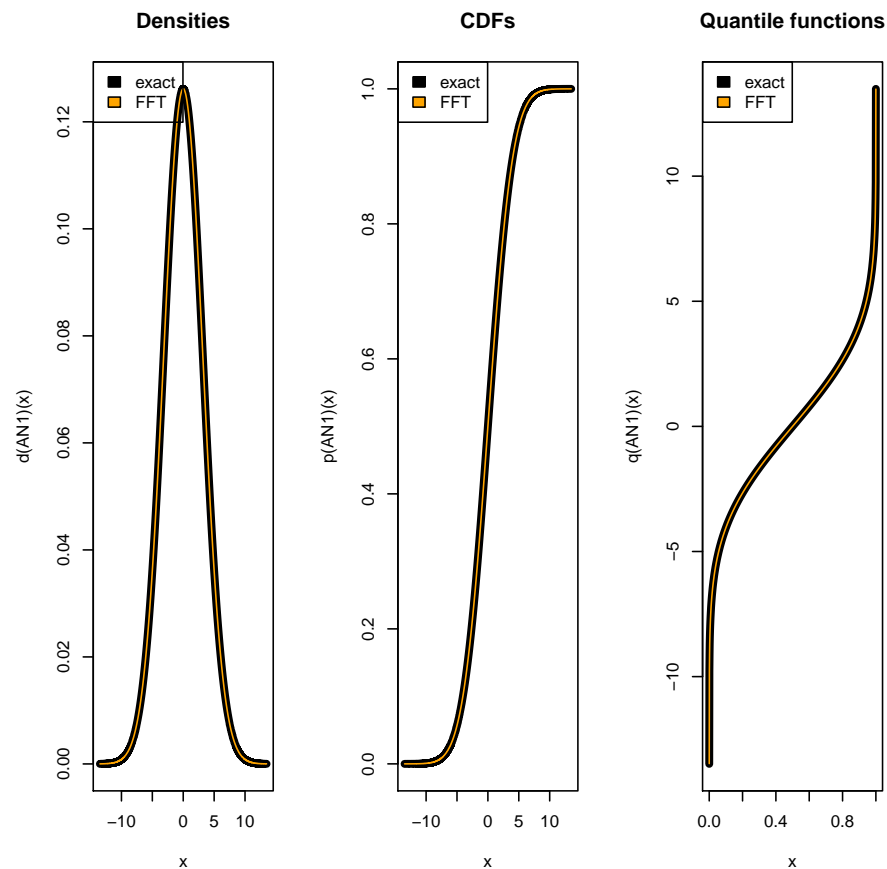 Densities
exact
FFT
d(AN1)(x)
0.00
0.02
0.04
0.06
0.08
0.10
0.12
−10
0
5
10
x
CDFs
exact
FFT
p(AN1)(x)
0.0
0.2
0.4
0.6
0.8
1.0
−10
0
5
10
x
Quantile functions
exact
FFT
q(AN1)(x)
−10
−5
0
5
10
0.0
0.4
0.8
x